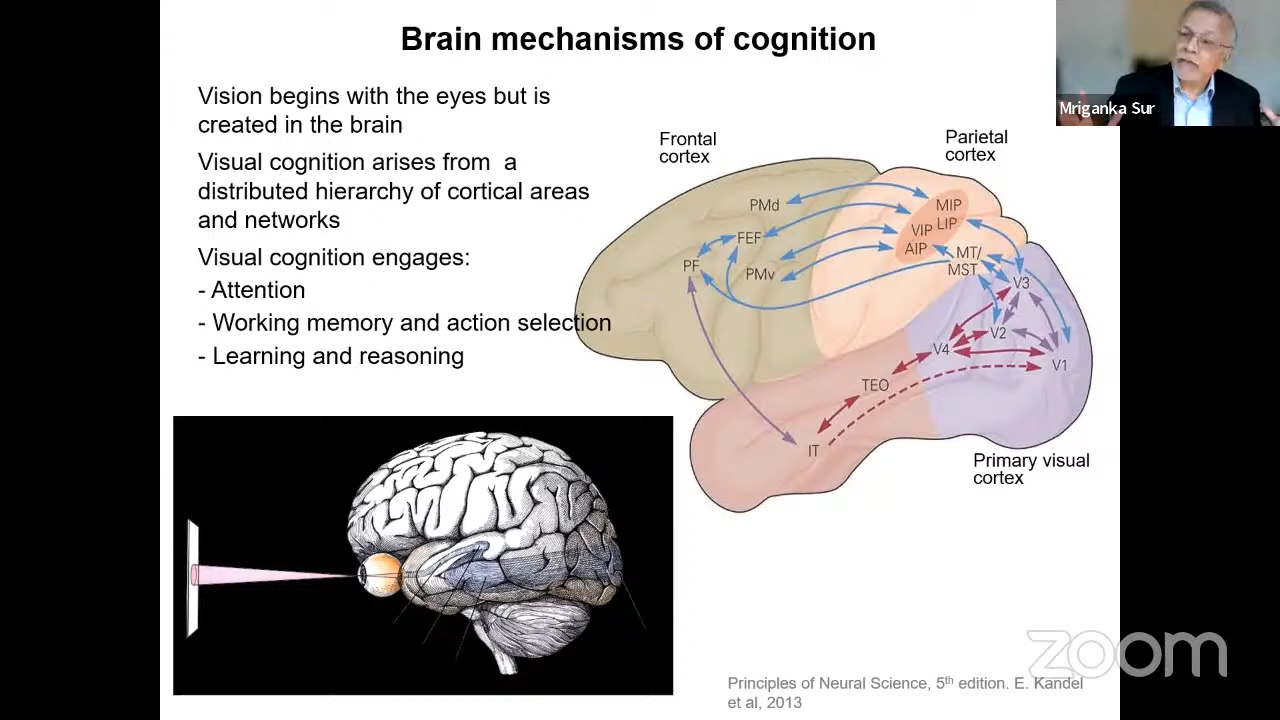 Brain mechanisms of cognition
Mriganka Sur
Vision begins with the eyes but is
created in the brain
Visual cognition arises from a
distributed hierarchy of cortical areas
and networks
Visual cognition engages:
- Attention
- Working memory and action selection
- Learning and reasoning
Frontal
cortex
Parietal
cortex
PMd
MIP
LIP
VIP
FEF
AIP
MT/
MST
PF
PMv
V3
V2
V4
V1
TEO
IT
Primary visual
cortex
zoom
Principles of Neural Science, 5th edition. E. Kandel
et al, 2013